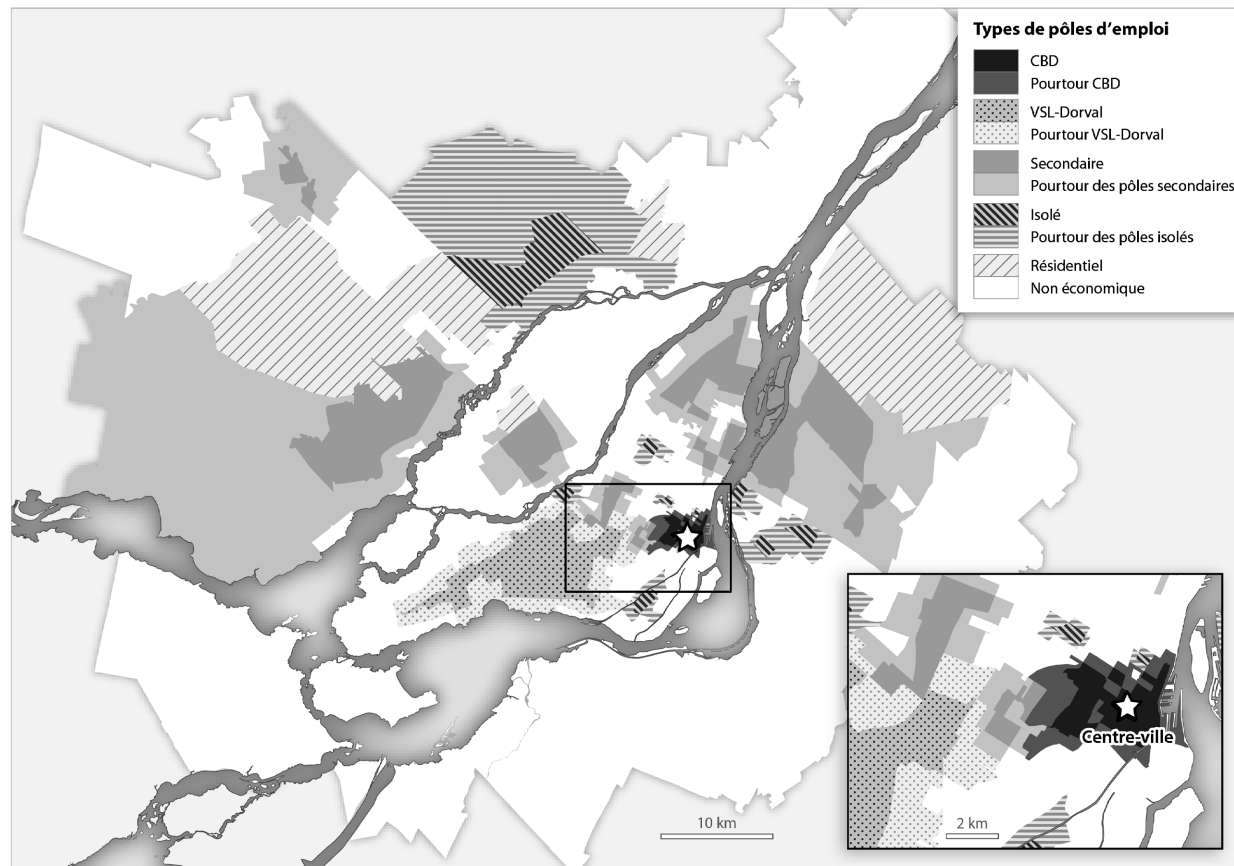 Types de pôles d’emploi
CBD
Pourtour CBD
VSL-Dorval
Pourtour VSL-Dorval
Secondaire
Pourtour des pôles secondaires
Isolé
Pourtour des pôles isolés
Résidentiel
Non économique
Centre-ville
10 km
2 km